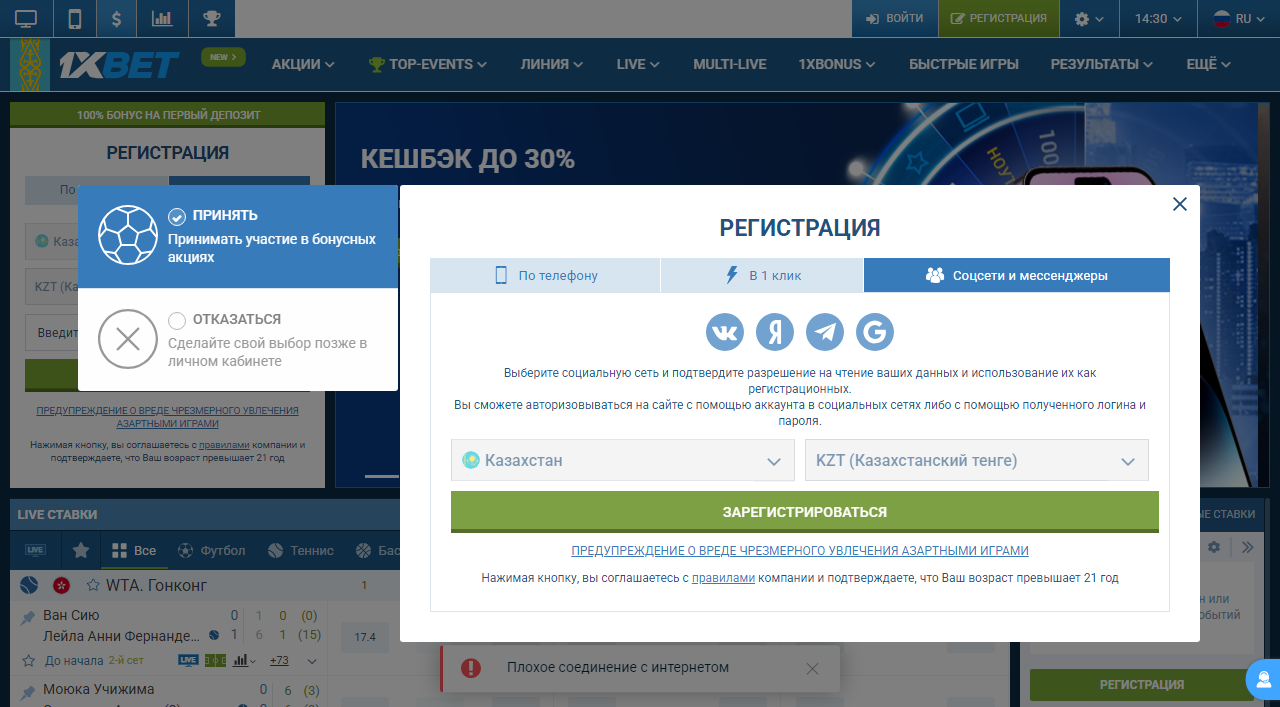 $
ВОЙТИ
РЕГИСТРАЦИЯ
14:30
RU
1XBET
NEW
АКЦИИ
TOP-EVENTS
ЛИНИЯ
LIVE
MULTI-LIVE
1XBONUS
БЫСТРЫЕ ИГРЫ
РЕЗУЛЬТАТЫ
ЕЩЁ
100% БОНУС НА ПЕРВЫЙ ДЕПОЗИТ
РЕГИСТРАЦИЯ
По
KZT (Ка
Введит
ПРЕДУПРЕЖДЕНИЕ О ВРЕДЕ ЧРЕЗМЕРНОГО УВЛЕЧЕНИЯ
АЗАРТНЫМИ ИГРАМИ
Нажимая кнопку, вы соглашаетесь с правилами компании и
подтверждаете, что Ваш возраст превышает 21 год
КЕШБЭК ДО 30%
НОУТ
100
ПРИНЯТЬ
Принимать участие в бонусных
акциях
ОТКАЗАТЬСЯ
Сделайте свой выбор позже в
личном кабинете
РЕГИСТРАЦИЯ
По телефону
В 1 клик
Соцсети и мессенджеры
Выберите социальную сеть и подтвердите разрешение на чтение ваших данных и использование их как
регистрационных.
Вы сможете авторизовываться на сайте с помощью аккаунта в социальных сетях либо с помощью полученного логина и
пароля.
Казахстан
KZT (Казахстанский тенге)
ЗАРЕГИСТРИРОВАТЬСЯ
ПРЕДУПРЕЖДЕНИЕ О ВРЕДЕ ЧРЕЗМЕРНОГО УВЛЕЧЕНИЯ АЗАРТНЫМИ ИГРАМИ
Нажимая кнопку, вы соглашаетесь с правилами компании и подтверждаете, что Ваш возраст превышает 21 год
LIVE СТАВКИ
LIVE
Все
Футбол
Теннис
Бас
WTA. Гонконг
1
Ван Сию
0 1 0 (0)
Лейла Анни Фернанде...
1 6 1 (15)
17.4
До начала 2-й сет
LIVE
+73
Моюка Учижима
0 6 (3)
Плохое соединение с интернетом
ЫЕ СТАВКИ
н или
обытий
РЕГИСТРАЦИЯ